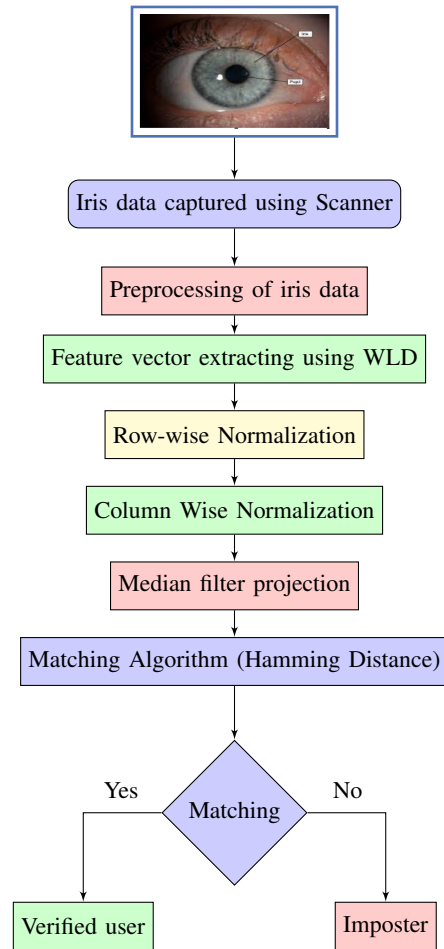 Iris data captured using Scanner
Preprocessing of iris data
Feature vector extracting using WLD
Row-wise Normalization
Column Wise Normalization
Median filter projection
Matching Algorithm (Hamming Distance)
Yes
Matching
No
Verified user
Imposter